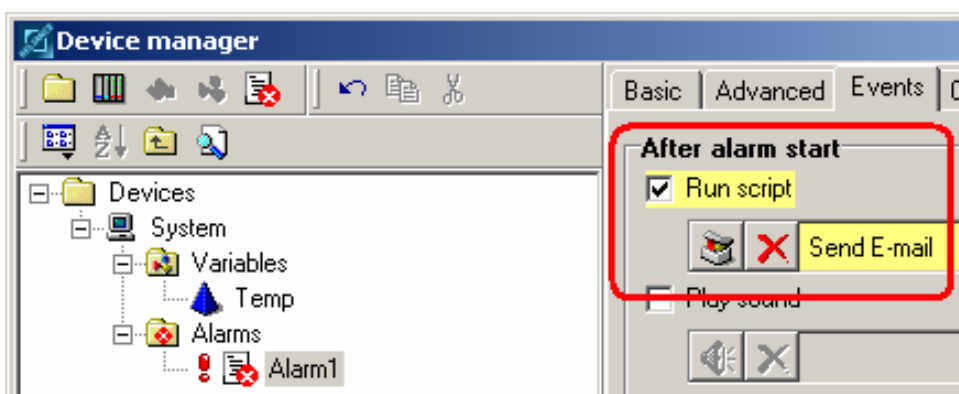 Device manager
Basic Advanced Events
After alarm start
Run script
Send E-mail
Play sound
Devices
System
Variables
Temp
Alarms
Alarm1